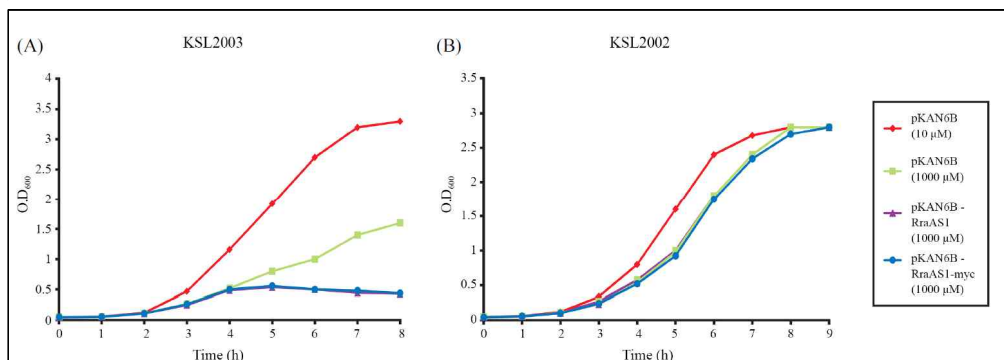 (A)
KSL2003
4
3.5
3
2.5
2
1.5
1
0.5
0
O.D600
0 1 2 3 4 5 6 7 8
Time (h)
(B)
KSL2002
3.5
3
2.5
2
1.5
1
0.5
0
O.D600
0 1 2 3 4 5 6 7 8 9
Time (h)
pKAN6B
(10 μM)
pKAN6B
(1000 μM)
pKAN6B -
RraAS1
(1000 μM)
pKAN6B -
RraAS1-myc
(1000 μM)